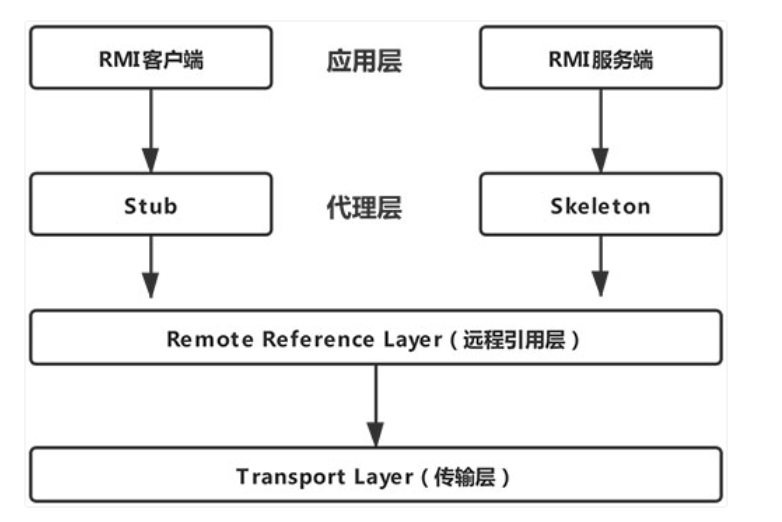 RMI客户端
应用层
RMI服务端
Stub
代理层
Skeleton
Remote Reference Layer（远程引用层）
Transport Layer（传输层）